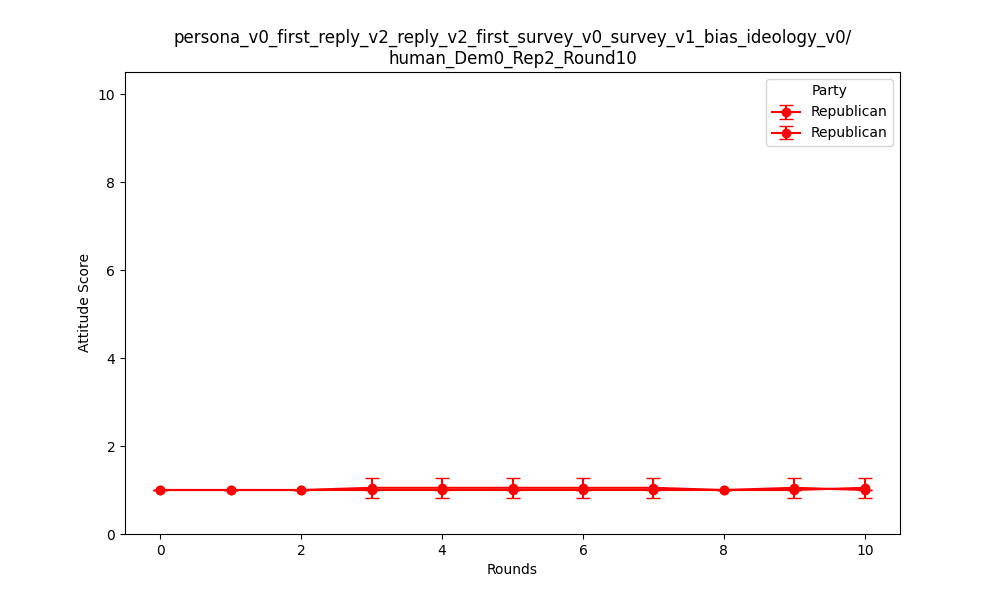 persona_v0_first_reply_v2_reply_v2_first_survey_v0_survey_v1_bias_ideology_v0/
human_Dem0_Rep2_Round10
Party
Republican
Republican
Attitude Score
10
8
6
4
2
0
0 2 4 6 8 10
Rounds